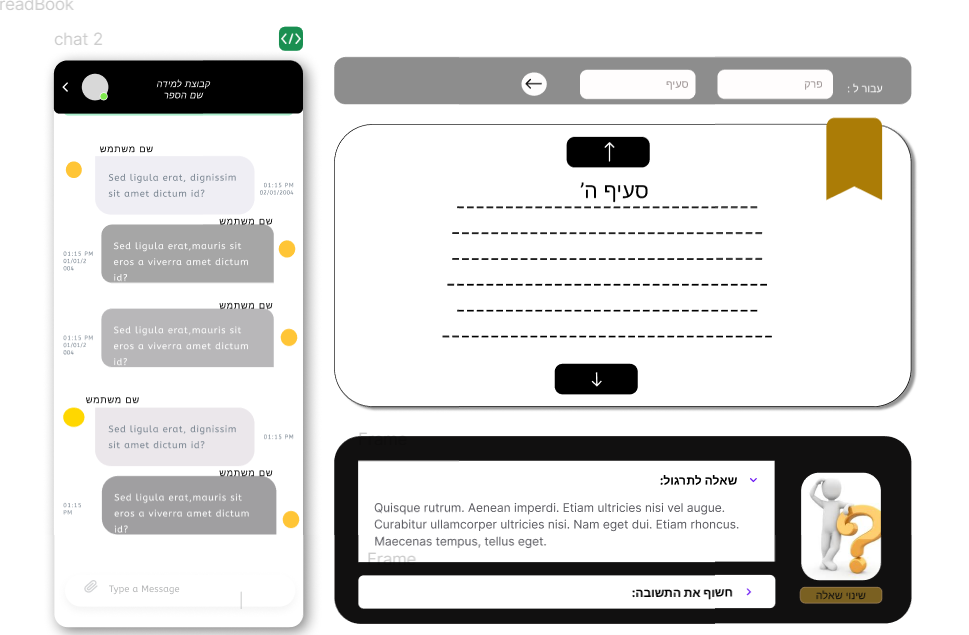 readBook
chat 2
</>
קבוצת למידה
שם הספר
שם משתמש
Sed ligula erat, dignissim
sit amet dictum id?
01:15 PM
02/01/2004
שם משתמש
Sed ligula erat,mauris sit
eros a viverra amet dictum
id?
01:15 PM
01/01/2
004
שם משתמש
Sed ligula erat,mauris sit
eros a viverra amet dictum
id?
01:15 PM
01/01/2
004
שם משתמש
Sed ligula erat, dignissim
sit amet dictum id?
01:15 PM
שם משתמש
Sed ligula erat,mauris sit
eros a viverra amet dictum
id?
01:15
PM
Type a Message
עבור ל :
פרק
סעיף
סעיף ה׳
Frame
שאלה לתרגול:
Quisque rutrum. Aenean imperdi. Etiam ultricies nisi vel augue.
Curabitur ullamcorper ultricies nisi. Nam eget dui. Etiam rhoncus.
Maecenas tempus, tellus eget.
Frame
חשוף את התשובה:
שינוי שאלה